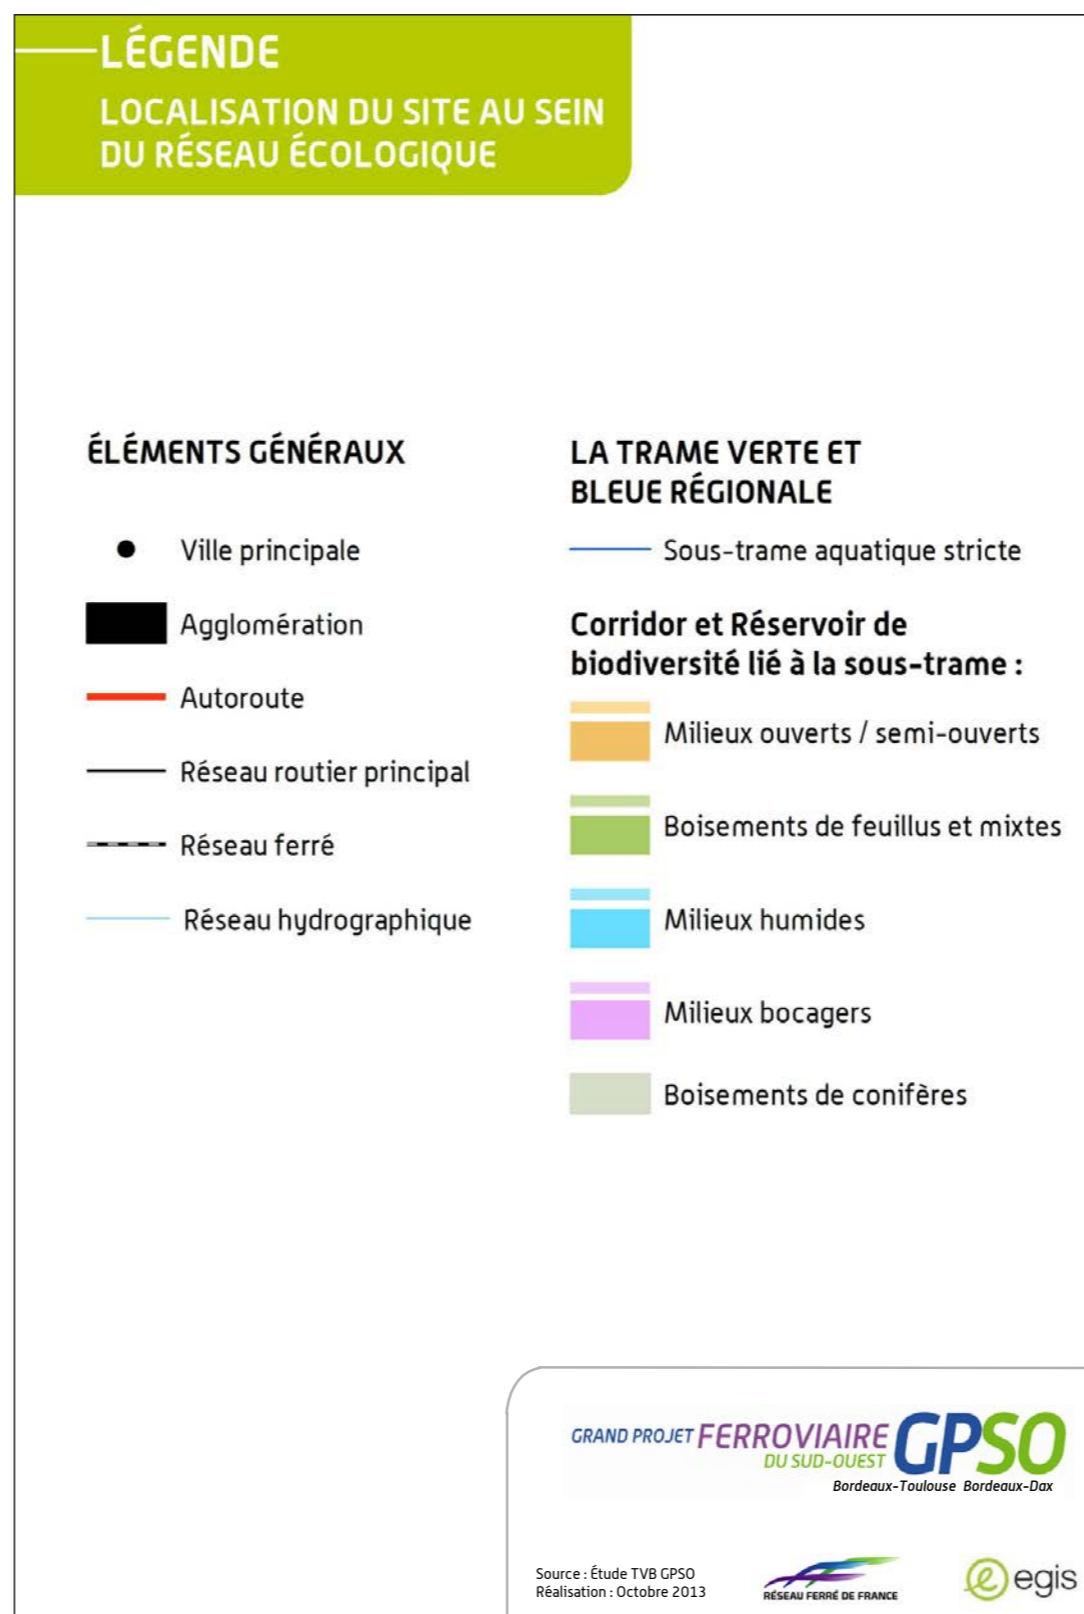 LÉGENDE
LOCALISATION DU SITE AU SEIN
DU RÉSEAU ÉCOLOGIQUE
ÉLÉMENTS GÉNÉRAUX
Ville principale
Agglomération
Autoroute
Réseau routier principal
Réseau ferré
Réseau hydrographique
LA TRAME VERTE ET
BLEUE RÉGIONALE
Sous-trame aquatique stricte
Corridor et Réservoir de
biodiversité lié à la sous-trame :
Milieux ouverts / semi-ouverts
Boisements de feuillus et mixtes
Milieux humides
Milieux bocagers
Boisements de conifères
GRAND PROJET FERROVIAIRE GPSO
DU SUD-OUEST
Bordeaux-Toulouse Bordeaux-Dax
Source : Étude TVB GPSO
Réalisation : Octobre 2013
RÉSEAU FERRÉ DE FRANCE
e egis